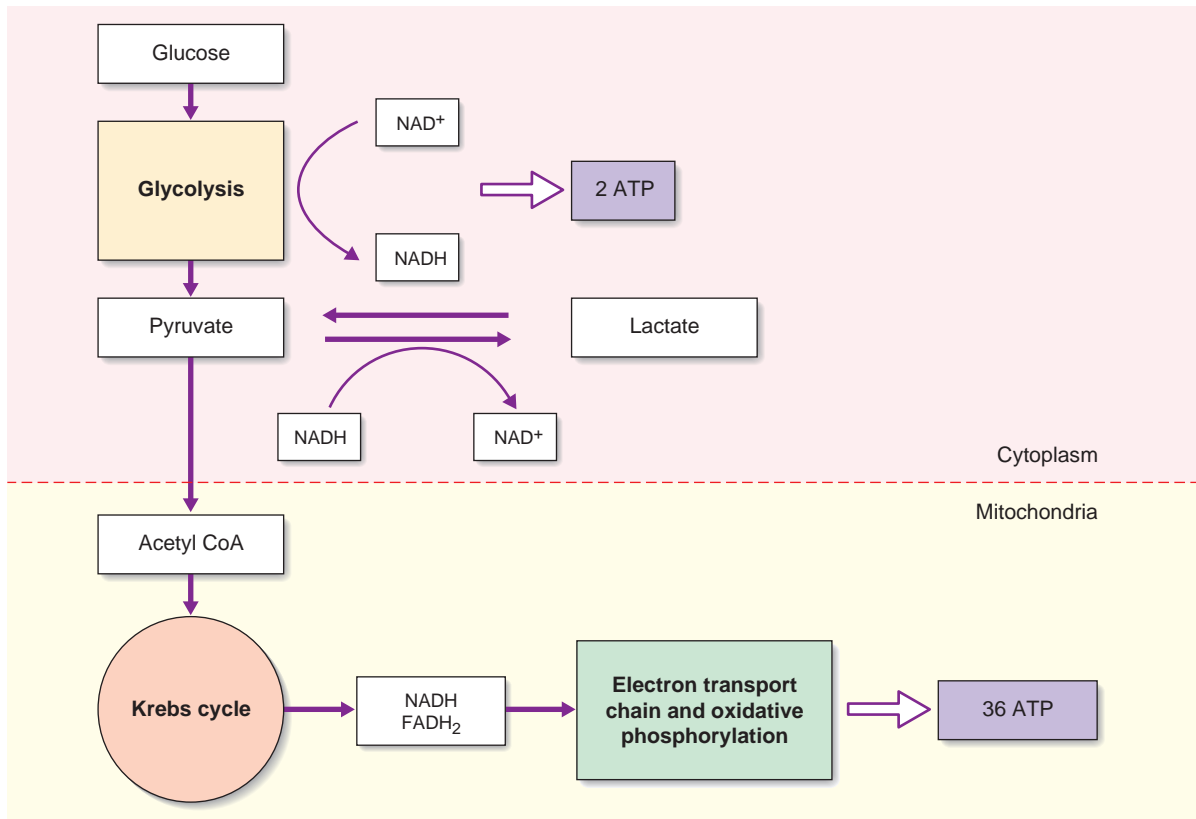 Glucose
NAD+
Glycolysis
2 ATP
NADH
Pyruvate
Lactate
NADH
NAD+
Cytoplasm
Mitochondria
Acetyl CoA
Krebs cycle
NADH
FADH2
Electron transport
chain and oxidative
phosphorylation
36 ATP